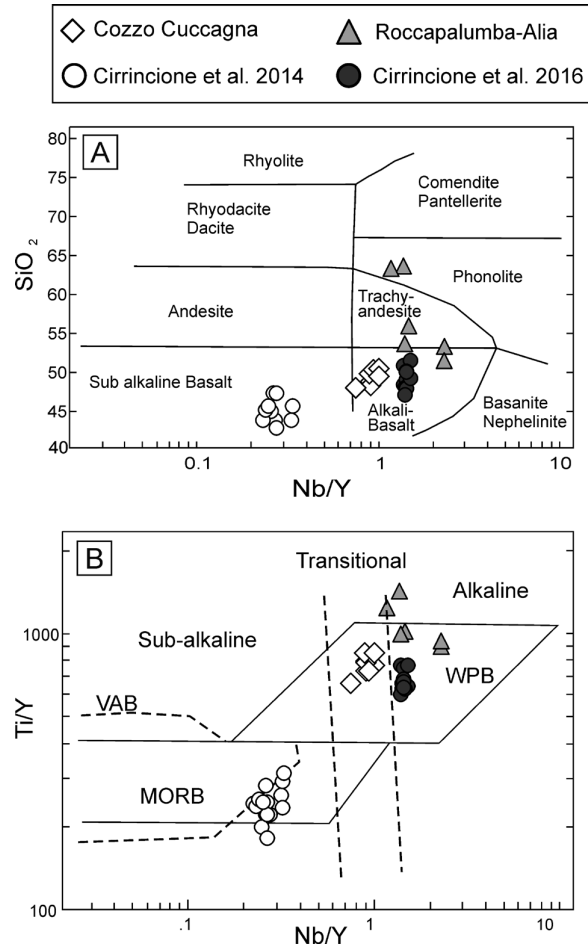 Cozzo Cuccagna
Roccapalumba-Alia
Cirrincione et al. 2014
Cirrincione et al. 2016
A
80
75
70
65
60
55
50
45
40
SiO2
Rhyolite
Comendite
Pantellerite
Rhyodacite
Dacite
Phonolite
Trachy-
andesite
Andesite
Sub alkaline Basalt
Alkali-
Basalt
Basanite
Nephelinite
0.1
1
10
Nb/Y
B
Transitional
Alkaline
Sub-alkaline
1000
VAB
WPB
MORB
Ti/Y
100
.1
1
10
Nb/Y